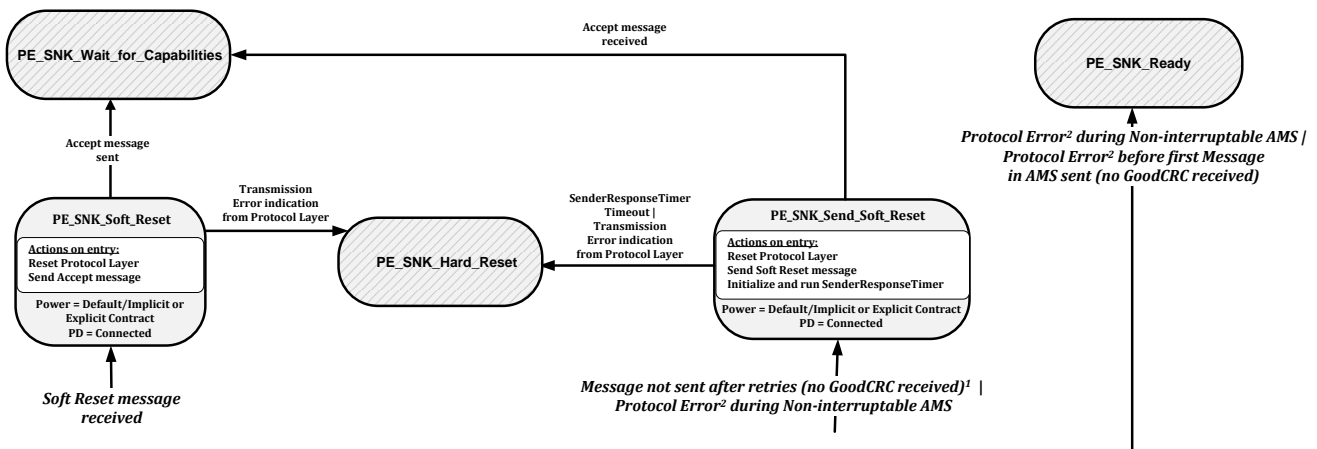 Accept message
received
PE_SNK_Wait_for_Capabilities
PE_SNK_Ready
Accept message
sent
Protocol Error² during Non-interruptable AMS |
Protocol Error² before first Message
in AMS sent (no GoodCRC received)
PE_SNK_Soft_Reset
Actions on entry:
Reset Protocol Layer
Send Accept message
Power = Default/Implicit or
Explicit Contract
PD = Connected
Transmission
Error indication
from Protocol Layer
PE_SNK_Hard_Reset
SenderResponseTimer
Timeout |
Transmission
Error indication
from Protocol Layer
PE_SNK_Send_Soft_Reset
Actions on entry:
Reset Protocol Layer
Send Soft Reset message
Initialize and run SenderResponseTimer
Power = Default/Implicit or Explicit Contract
PD = Connected
Soft Reset message
received
Message not sent after retries (no GoodCRC received)¹ |
Protocol Error² during Non-interruptable AMS